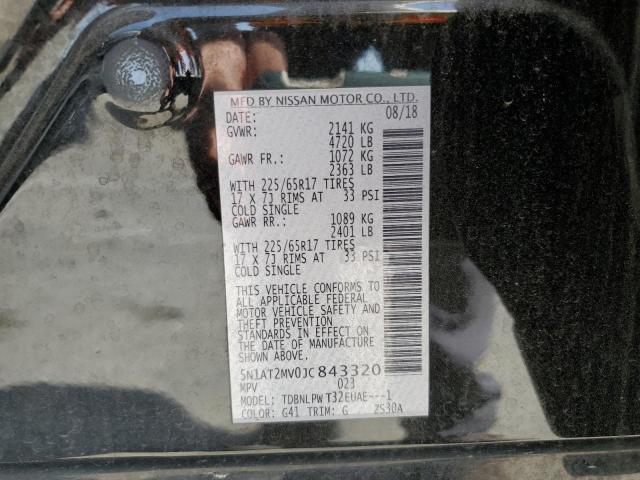 MFD BY NISSAN MOTOR CO., LTD.
DATE: 08/18
GVWR: 2141 KG
4720 LB
GAWR FR.: 1072 KG
2363 LB
WITH 225/65R17 TIRES
17 X 7J RIMS AT 33 PSI
COLD SINGLE
GAWR RR.: 1089 KG
2401 LB
WITH 225/65R17 TIRES
17 X 7J RIMS AT 33 PSI
COLD SINGLE
THIS VEHICLE CONFORMS TO
ALL APPLICABLE FEDERAL
MOTOR VEHICLE SAFETY AND
THEFT PREVENTION
STANDARDS IN EFFECT ON
THE DATE OF MANUFACTURE
SHOWN ABOVE.
5N1AT2MV0JC843320
MPV 023
MODEL: TDBNLPW T32EUAE---1
COLOR: G41 TRIM: G 2S30A